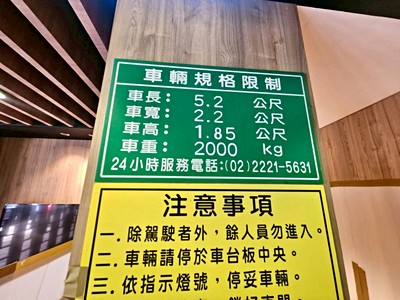 車輛規格限制
車長: 5.2 公尺
車寬: 2.2 公尺
車高: 1.85 公尺
車重: 2000 kg
24小時服務電話:(02)2221-5631
注意事項
一.除駕駛者外,餘人員勿進入。
二.車輛請停於車台板中央。
三.依指示燈號,停妥車輛。